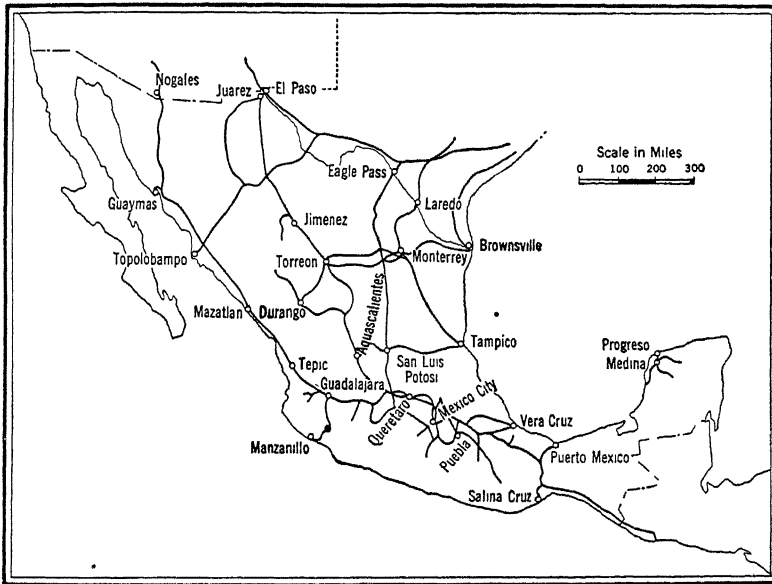 Nogales
Juarez
El Paso
Scale in Miles
0 100 200 300
Eagle Pass
Guaymas
Laredo
Jimenez
Brownsville
Topolobampo
Torreon
Monterrey
Mazatlan
Durango
Aguascalientes
Tampico
Progreso
Medina
Tepic
San Luis
Potosi
Guadalajara
Queretaro
Mexico City
Vera Cruz
Manzanillo
Puebla
Puerto Mexico
Salina Cruz